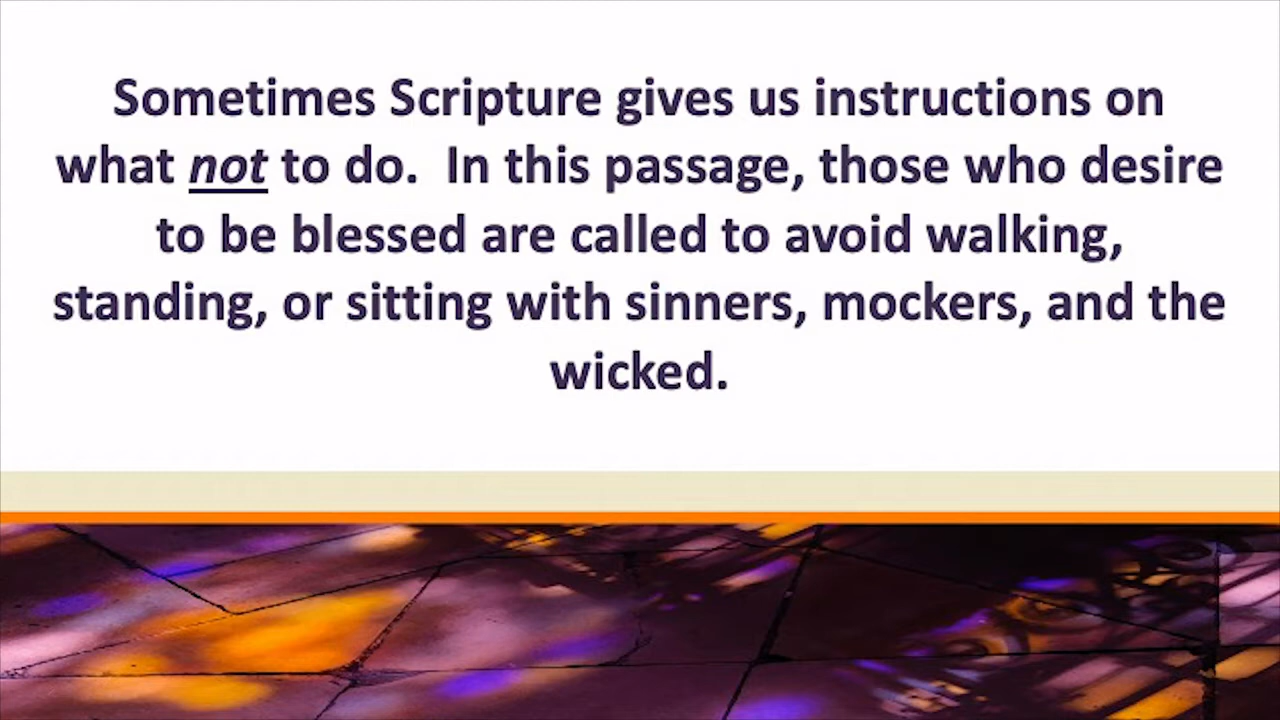 Sometimes Scripture gives us instructions on
what not to do.  In this passage, those who desire
to be blessed are called to avoid walking,
standing, or sitting with sinners, mockers, and the
wicked.